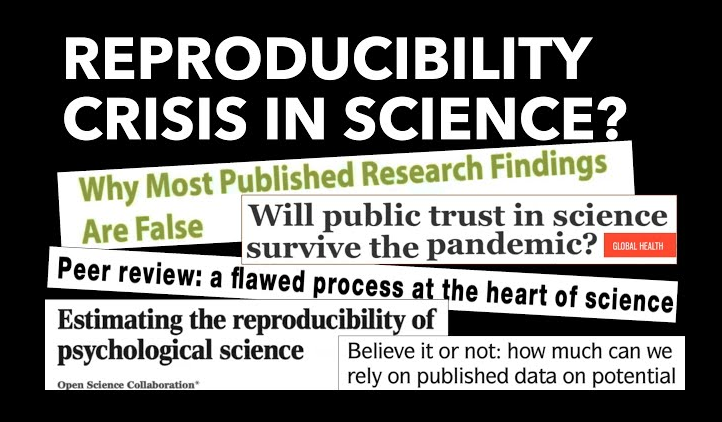 REPRODUCIBILITY
CRISIS IN SCIENCE?
Why Most Published Research Findings
Are False
Will public trust in science
survive the pandemic? GLOBAL HEALTH
Peer review: a flawed process at the heart of science
Estimating the reproducibility of
psychological science
Open Science Collaboration*
Believe it or not: how much can we
rely on published data on potential